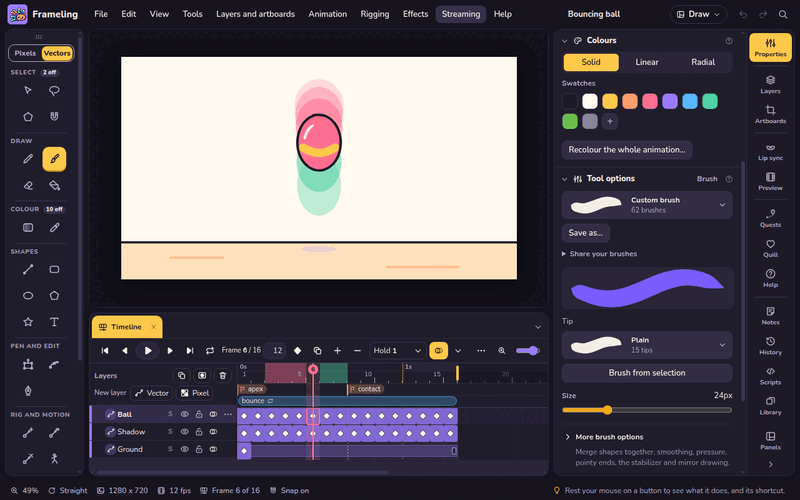 Frameling
File Edit View Tools Layers and artboards Animation Rigging Effects Streaming Help
Bouncing ball
Draw
Pixels Vectors
SELECT 2 off
DRAW
COLOUR 10 off
SHAPES
PEN AND EDIT
RIG AND MOTION
Timeline
Frame 6 / 16 12 Hold 1
Layers
New layer Vector Pixel
0s 1s
1 5 6 10 15
apex contact
bounce
Ball S
Shadow S
Ground S
Colours
Solid Linear Radial
Swatches
Recolour the whole animation...
Tool options Brush
Custom brush
62 brushes
Save as...
Share your brushes
Tip
Plain
15 tips
Brush from selection
Size 24px
More brush options
Merge shapes together, smoothing, pressure,
pointy ends, the stabilizer and mirror drawing.
Properties
Layers
Artboards
Lip sync
Preview
Quests
Quill
Help
Notes
History
Scripts
Library
Panels
49% Straight 1280 x 720 12 fps Frame 6 of 16 Snap on
Rest your mouse on a button to see what it does, and its shortcut.